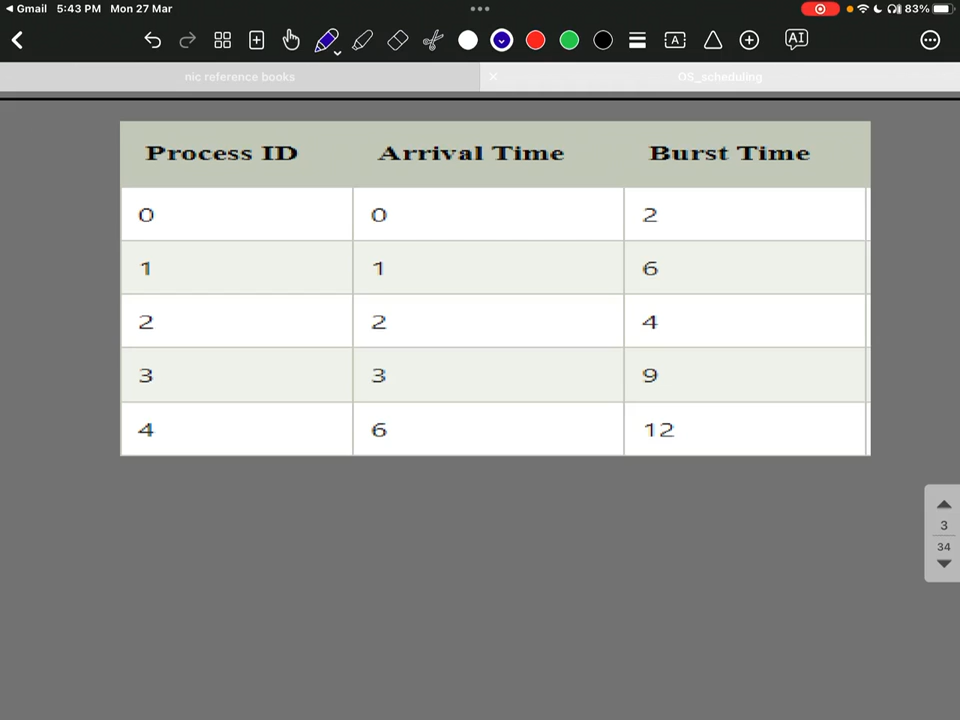 Gmail 5:43 PM Mon 27 Mar 83%
A AI
nic reference books OS_scheduling
Process ID Arrival Time Burst Time
0 0 2
1 1 6
2 2 4
3 3 9
4 6 12
3
34